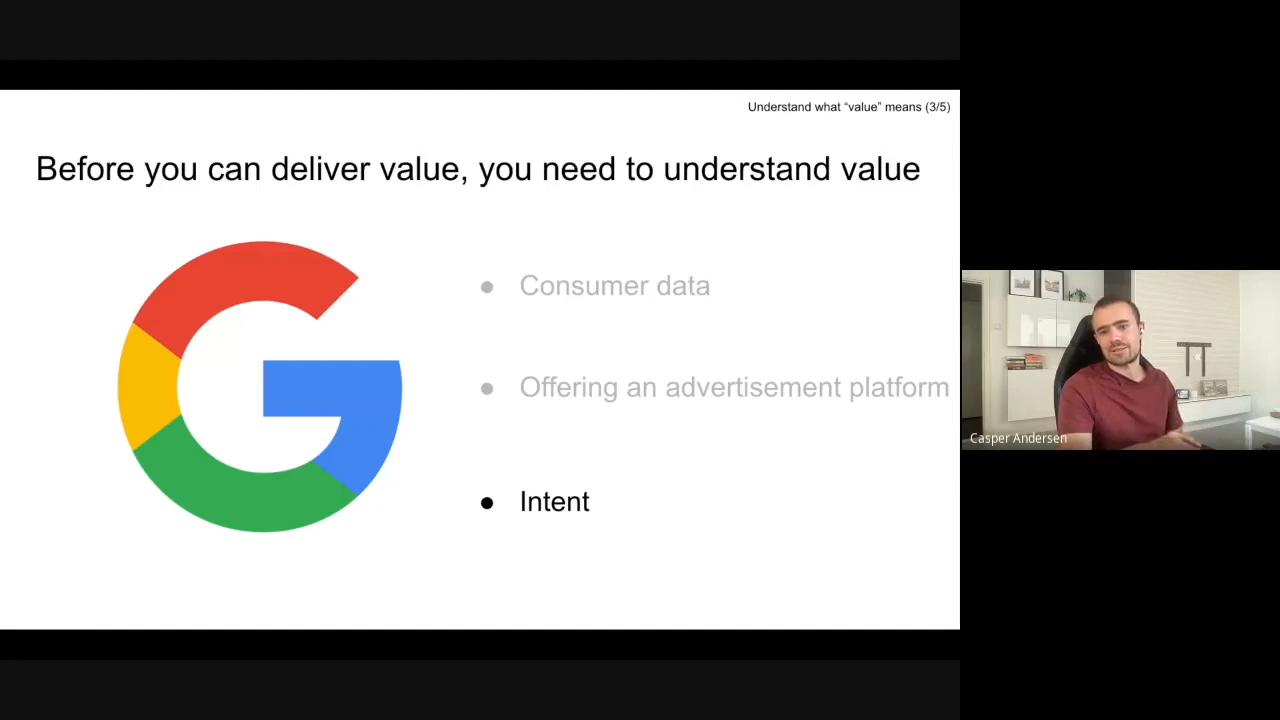 Understand what “value” means (3/5)
Before you can deliver value, you need to understand value
● Consumer data
● Offering an advertisement platform
● Intent
Casper Andersen